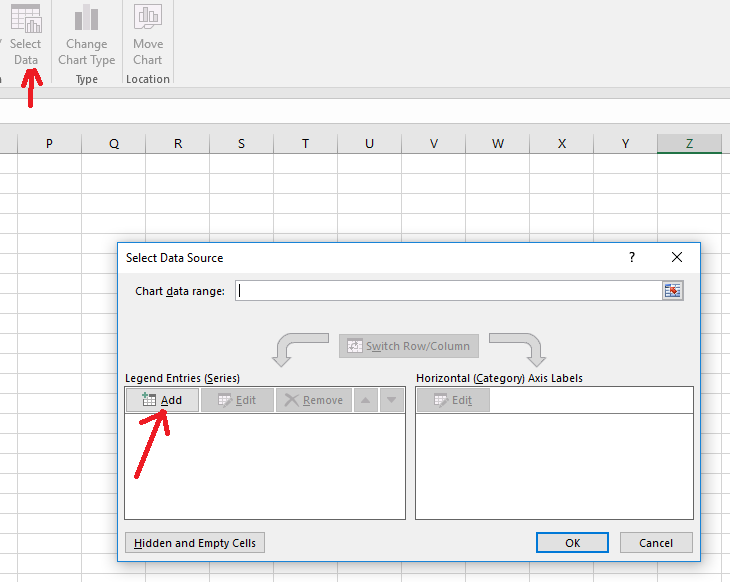 Select Change Move
Data Chart Type Chart
Type Location
P Q R S T U V W X Y Z
Select Data Source ?
Chart data range:
Switch Row/Column
Legend Entries (Series) Horizontal (Category) Axis Labels
Add Edit Remove Edit
Hidden and Empty Cells OK Cancel